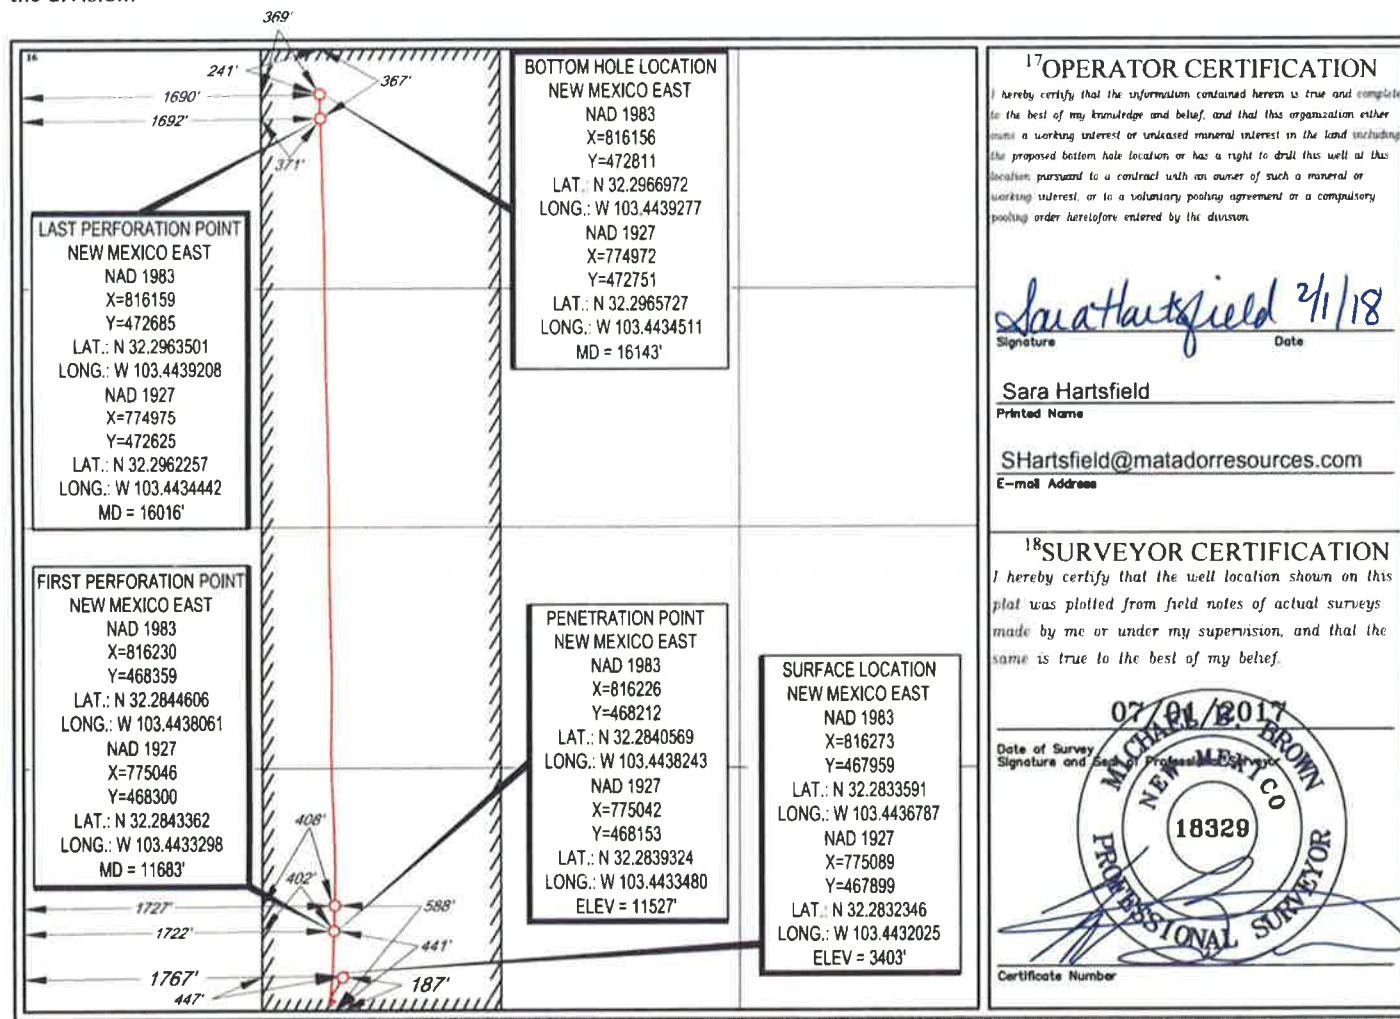 the division.
369'
16
241'
367'
1690'
1692'
371'
BOTTOM HOLE LOCATION
NEW MEXICO EAST
NAD 1983
X=816156
Y=472811
LAT.: N 32.2966972
LONG.: W 103.4439277
NAD 1927
X=774972
Y=472751
LAT.: N 32.2965727
LONG.: W 103.4434511
MD = 16143'
LAST PERFORATION POINT
NEW MEXICO EAST
NAD 1983
X=816159
Y=472685
LAT.: N 32.2963501
LONG.: W 103.4439208
NAD 1927
X=774975
Y=472625
LAT.: N 32.2962257
LONG.: W 103.4434442
MD = 16016'
FIRST PERFORATION POINT
NEW MEXICO EAST
NAD 1983
X=816230
Y=468359
LAT.: N 32.2844606
LONG.: W 103.4438061
NAD 1927
X=775046
Y=468300
LAT.: N 32.2843362
LONG.: W 103.4433298
MD = 11683'
PENETRATION POINT
NEW MEXICO EAST
NAD 1983
X=816226
Y=468212
LAT.: N 32.2840569
LONG.: W 103.4438243
NAD 1927
X=775042
Y=468153
LAT.: N 32.2839324
LONG.: W 103.4433480
ELEV = 11527'
SURFACE LOCATION
NEW MEXICO EAST
NAD 1983
X=816273
Y=467959
LAT.: N 32.2833591
LONG.: W 103.4436787
NAD 1927
X=775089
Y=467899
LAT.: N 32.2832346
LONG.: W 103.4432025
ELEV = 3403'
408'
402'
1727'
588'
1722'
441'
1767'
187'
447'
17OPERATOR CERTIFICATION
I hereby certify that the information contained herein is true and complete
to the best of my knowledge and belief, and that this organization either
owns a working interest or unleased mineral interest in the land including
the proposed bottom hole location or has a right to drill this well at this
location pursuant to a contract with an owner of such a mineral or
working interest, or to a voluntary pooling agreement or a compulsory
pooling order heretofore entered by the division
Sara Hartsfield 2/1/18
Signature Date
Sara Hartsfield
Printed Name
SHartsfield@matadorresources.com
E-mail Address
18SURVEYOR CERTIFICATION
I hereby certify that the well location shown on this
plat was plotted from field notes of actual surveys
made by me or under my supervision, and that the
same is true to the best of my belief.
07/01/2017
Date of Survey
Signature and Seal of Professional Surveyor
MICHAEL B. BROWN
NEW MEXICO
18329
PROFESSIONAL SURVEYOR
Certificate Number